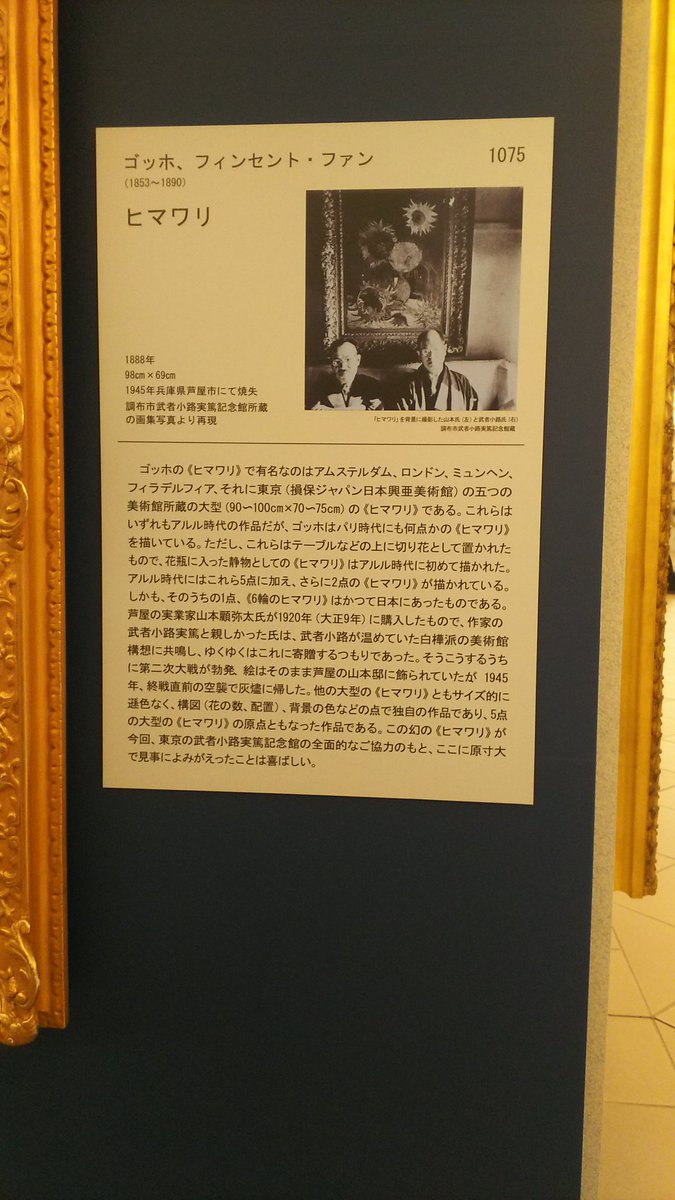 ゴッホ、フィンセント・ファン
1075
(1853〜1890)
ヒマワリ
1888年
98㎝×69㎝
1945年兵庫県芦屋市にて焼失
調布市武者小路実篤記念館所蔵
の画集写真より再現
「ヒマワリ」を背景に撮影した山本氏(左)と武者小路氏(右)
調布市武者小路実篤記念館蔵
ゴッホの《ヒマワリ》で有名なのはアムステルダム、ロンドン、ミュンヘン、
フィラデルフィア、それに東京(損保ジャパン日本興亜美術館)の五つの
美術館所蔵の大型(90〜100㎝×70〜75㎝)の《ヒマワリ》である。これらは
いずれもアルル時代の作品だが、ゴッホはパリ時代にも何点かの《ヒマワリ》
を描いている。ただし、これらはテーブルなどの上に切り花として置かれた
もので、花瓶に入った静物としての《ヒマワリ》はアルル時代に初めて描かれた。
アルル時代にはこれら5点に加え、さらに2点の《ヒマワリ》が描かれている。
しかも、そのうちの1点、《6輪のヒマワリ》はかつて日本にあったものである。
芦屋の実業家山本顧弥太氏が1920年(大正9年)に購入したもので、作家の
武者小路実篤と親しかった氏は、武者小路が温めていた白樺派の美術館
構想に共鳴し、ゆくゆくはこれに寄贈するつもりであった。そうこうするうち
に第二次大戦が勃発、絵はそのまま芦屋の山本邸に飾られていたが 1945
年、終戦直前の空襲で灰燼に帰した。他の大型の《ヒマワリ》ともサイズ的に
遜色なく、構図(花の数、配置)、背景の色などの点で独自の作品であり、5点
の大型の《ヒマワリ》の原点ともなった作品である。この幻の《ヒマワリ》が
今回、東京の武者小路実篤記念館の全面的なご協力のもと、ここに原寸大
で見事によみがえったことは喜ばしい。